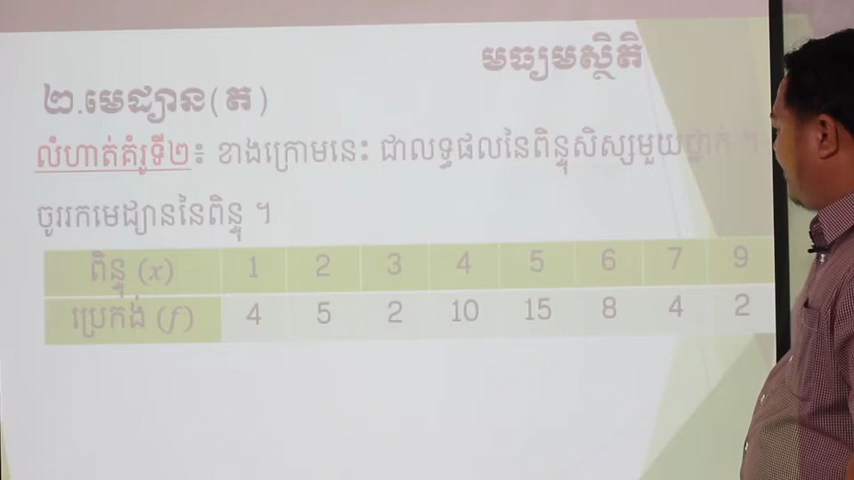 មធ្យមស្ថិតិ
២.មេដ្យាន(ត)
លំហាត់គំរូទី២៖ ខាងក្រោមនេះ ជាលទ្ធផលនៃពិន្ទុសិស្សមួយថ្នាក់ ។
ចូររកមេដ្យាននៃពិន្ទុ ។
ពិន្ទុ (x) 1 2 3 4 5 6 7 9
ប្រេកង់ (f) 4 5 2 10 15 8 4 2